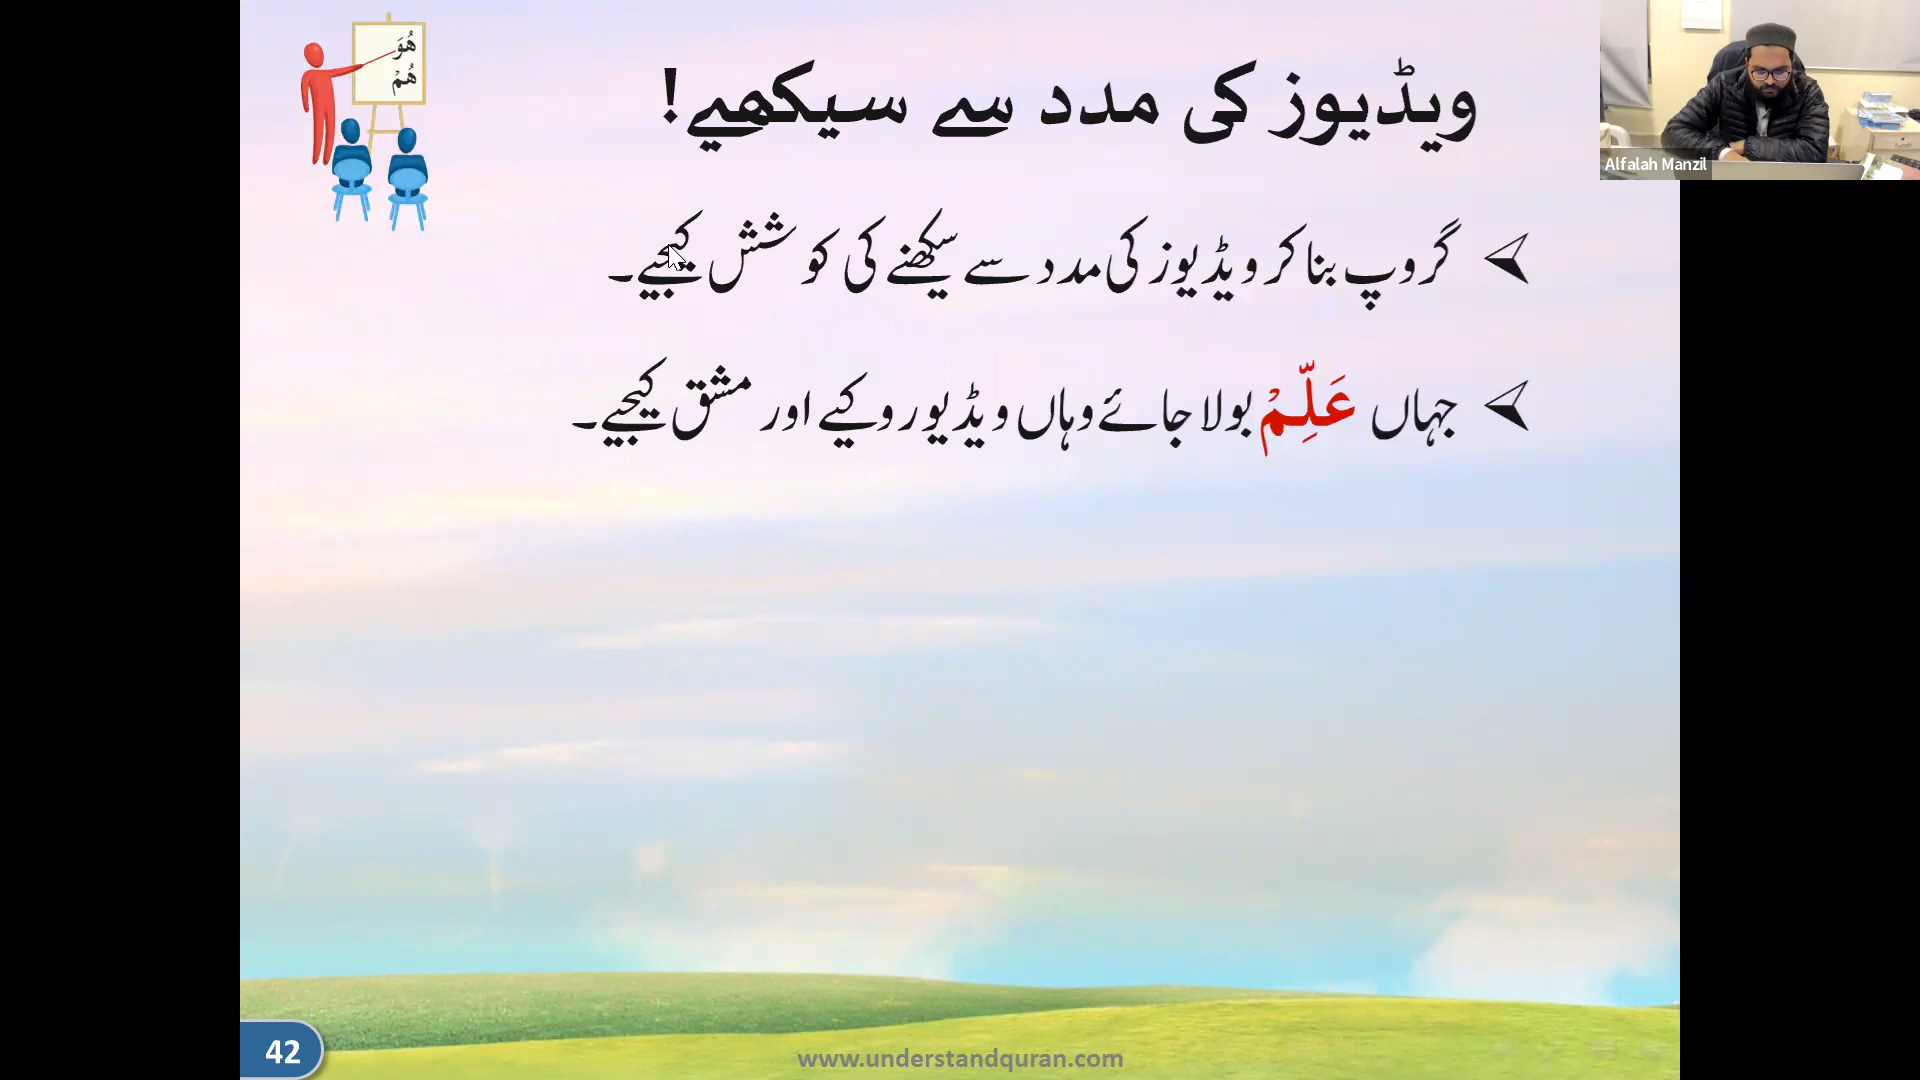 هُوَ
هُمْ
ویڈیوز کی مدد سے سیکھیے!
گروپ بنا کر ویڈیوز کی مدد سے سیکھنے کی کوشش کیجیے۔
جہاں عَلِّمْ بولا جائے وہاں ویڈیو روکیے اور مشق کیجیے۔
Alfalah Manzil
42
www.understandquran.com